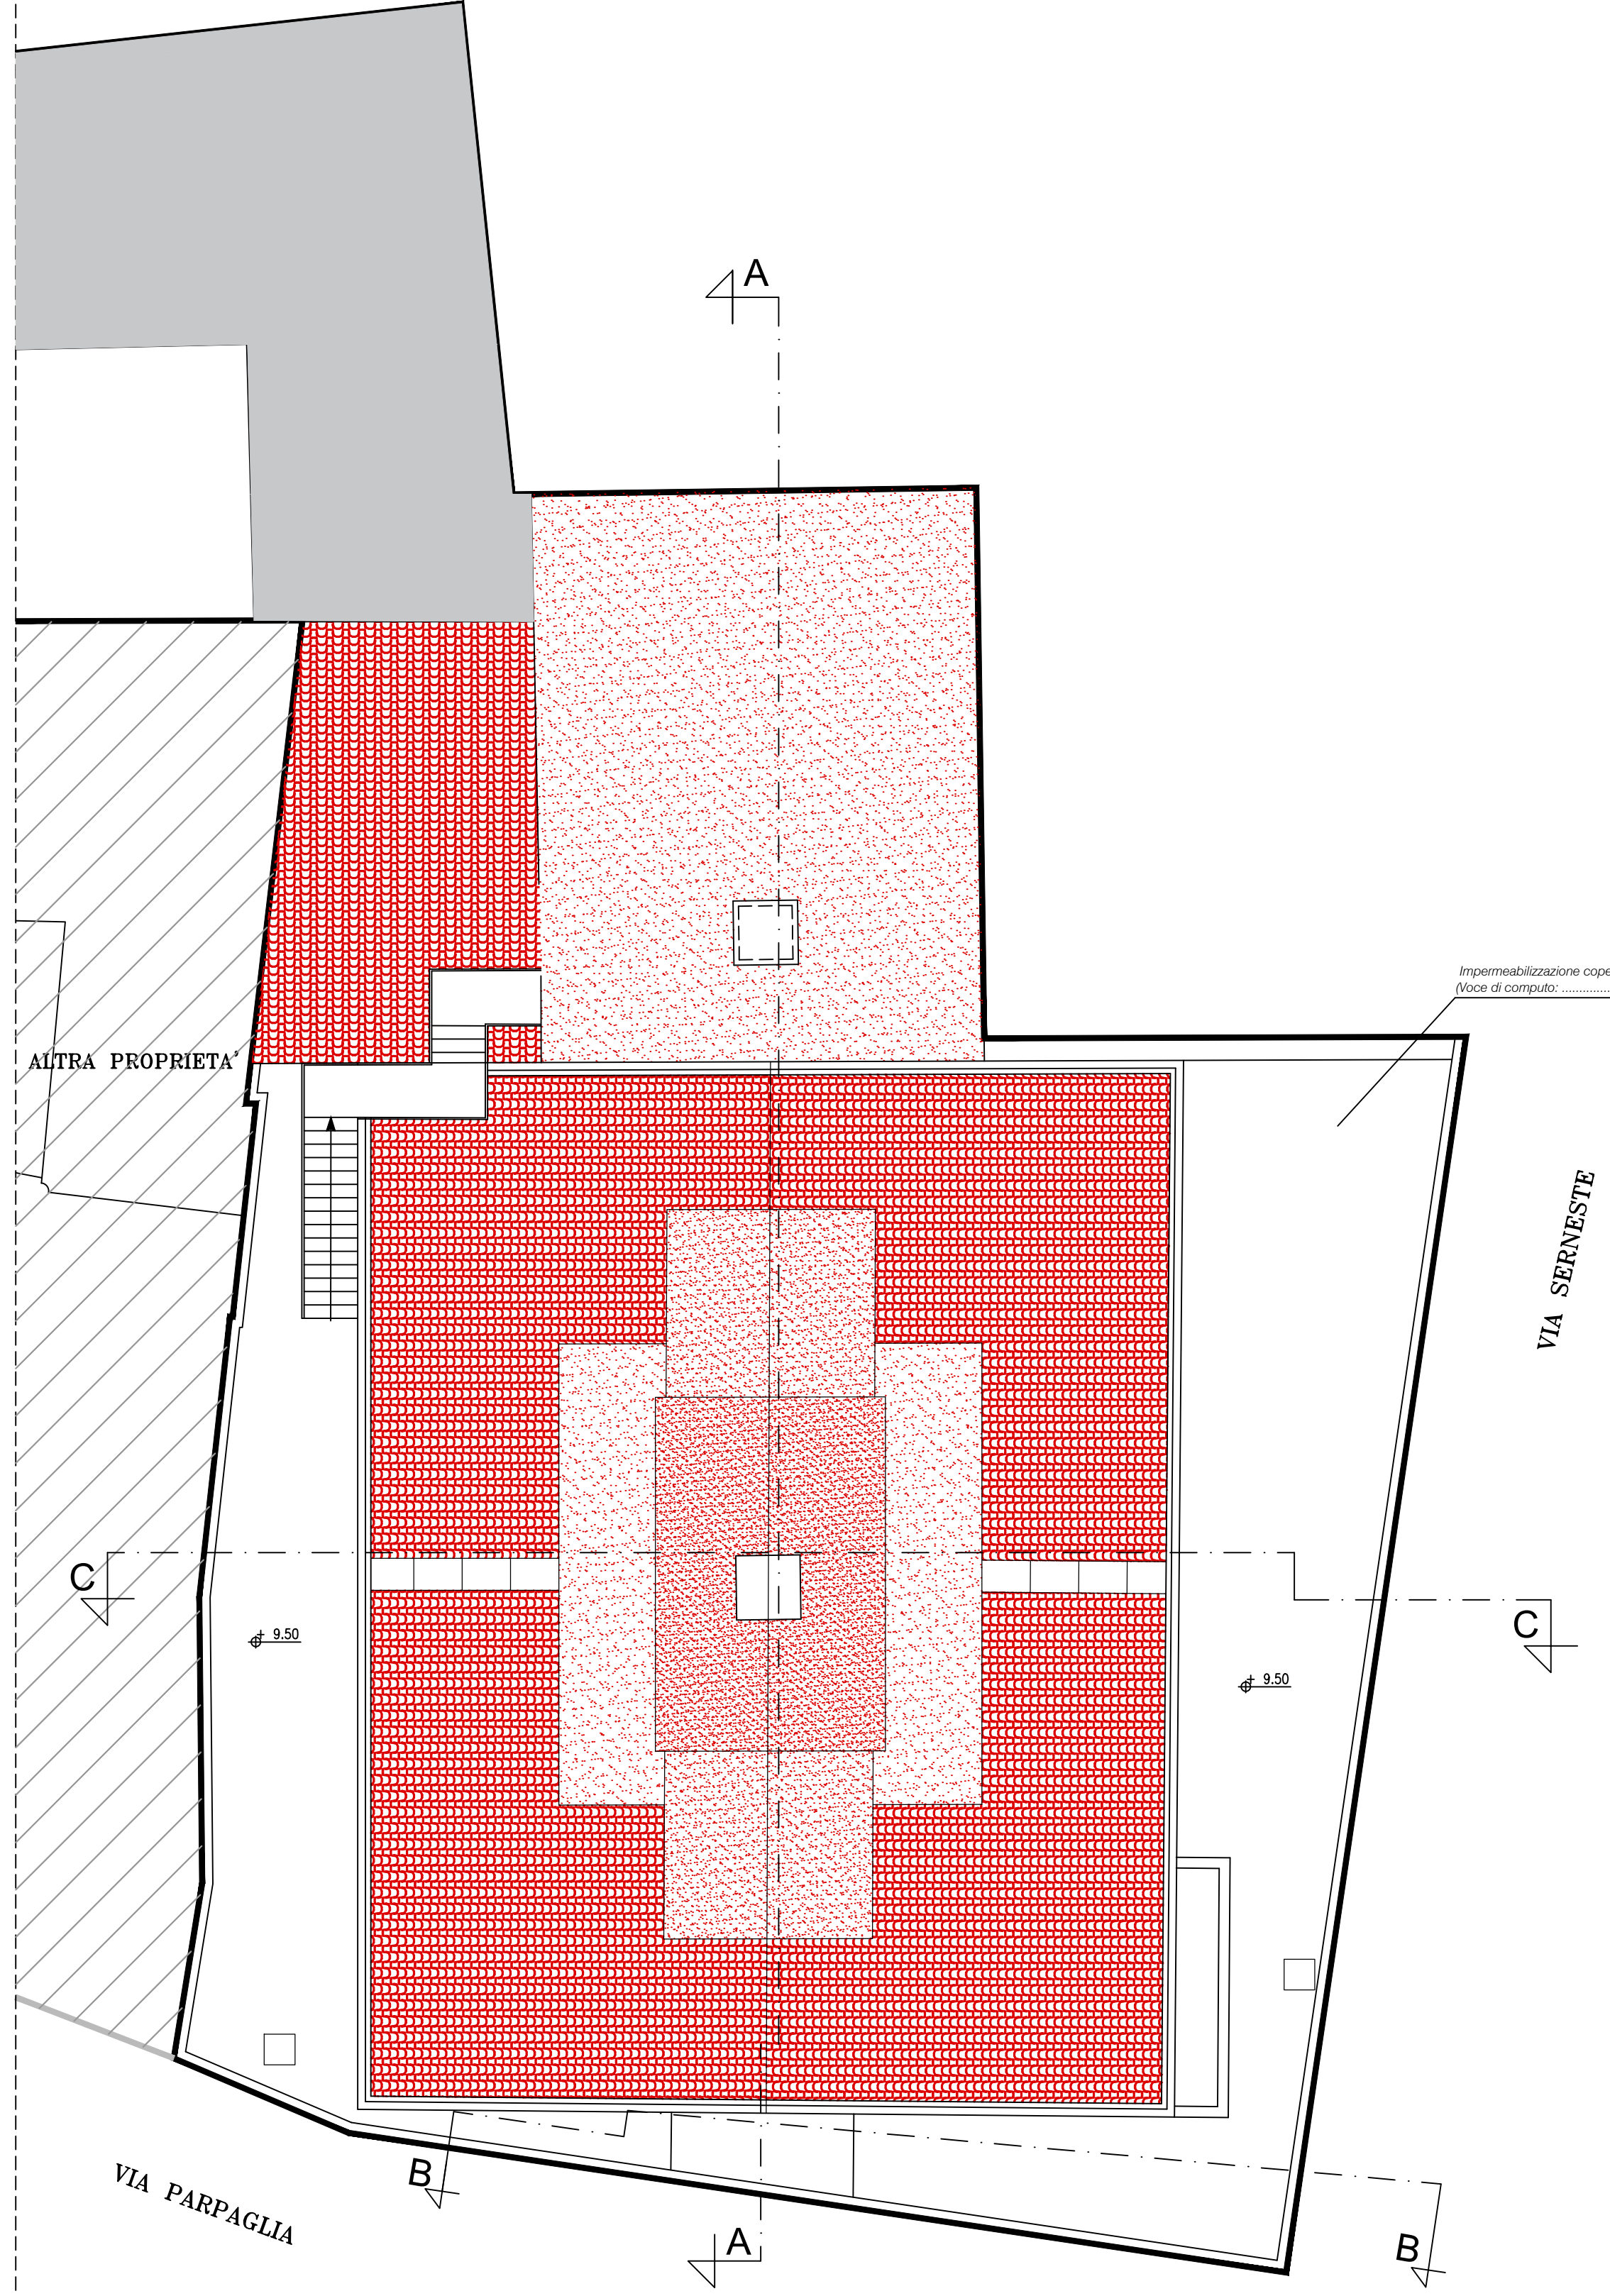 A
Impermeabilizzazione cope
(Voce di computo: ..............
ALTRA PROPRIETA'
VIA SERNESTE
C
C
+ 9.50
+ 9.50
B
VIA PARPAGLIA
A
B